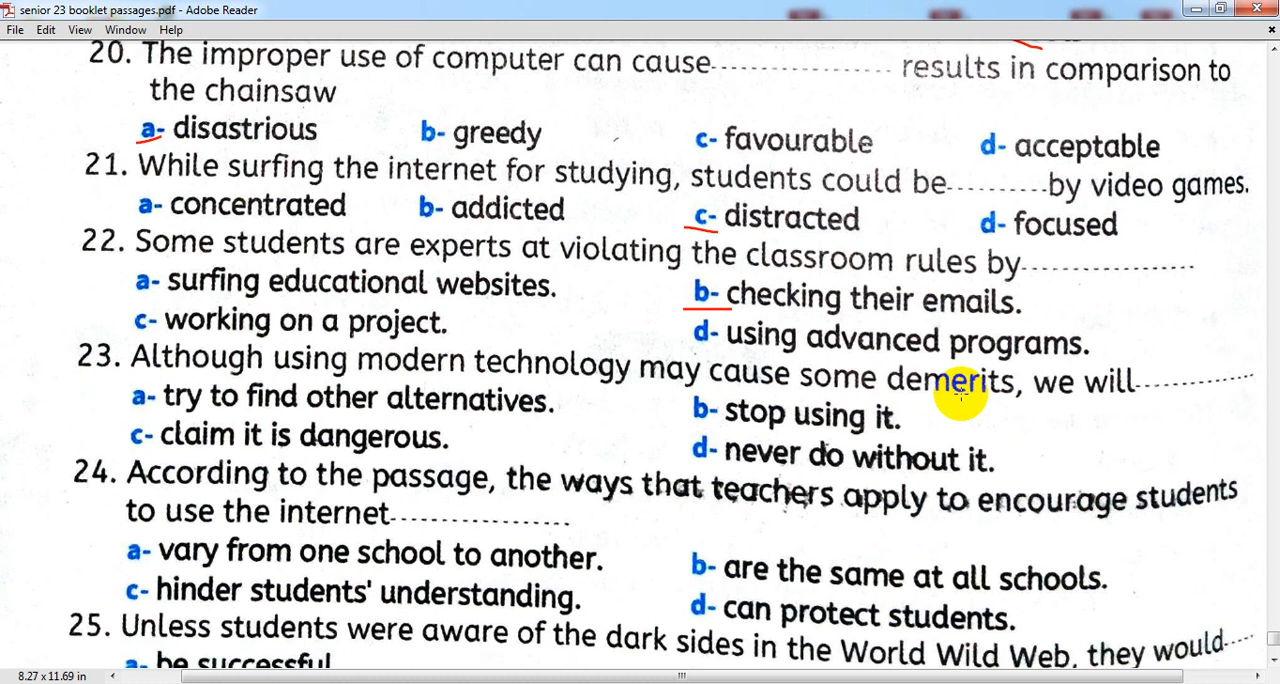 senior 23 booklet passages.pdf - Adobe Reader
File Edit View Window Help
20. The improper use of computer can cause.................... results in comparison to
the chainsaw
a- disastrious b- greedy c- favourable d- acceptable
21. While surfing the internet for studying, students could be...........by video games.
a- concentrated b- addicted c- distracted d- focused
22. Some students are experts at violating the classroom rules by....................
a- surfing educational websites. b- checking their emails.
c- working on a project. d- using advanced programs.
23. Although using modern technology may cause some demerits, we will.............
a- try to find other alternatives. b- stop using it.
c- claim it is dangerous. d- never do without it.
24. According to the passage, the ways that teachers apply to encourage students
to use the internet....................
a- vary from one school to another. b- are the same at all schools.
c- hinder students' understanding. d- can protect students.
25. Unless students were aware of the dark sides in the World Wild Web, they would.....
a- be successful
8.27 x 11.69 in